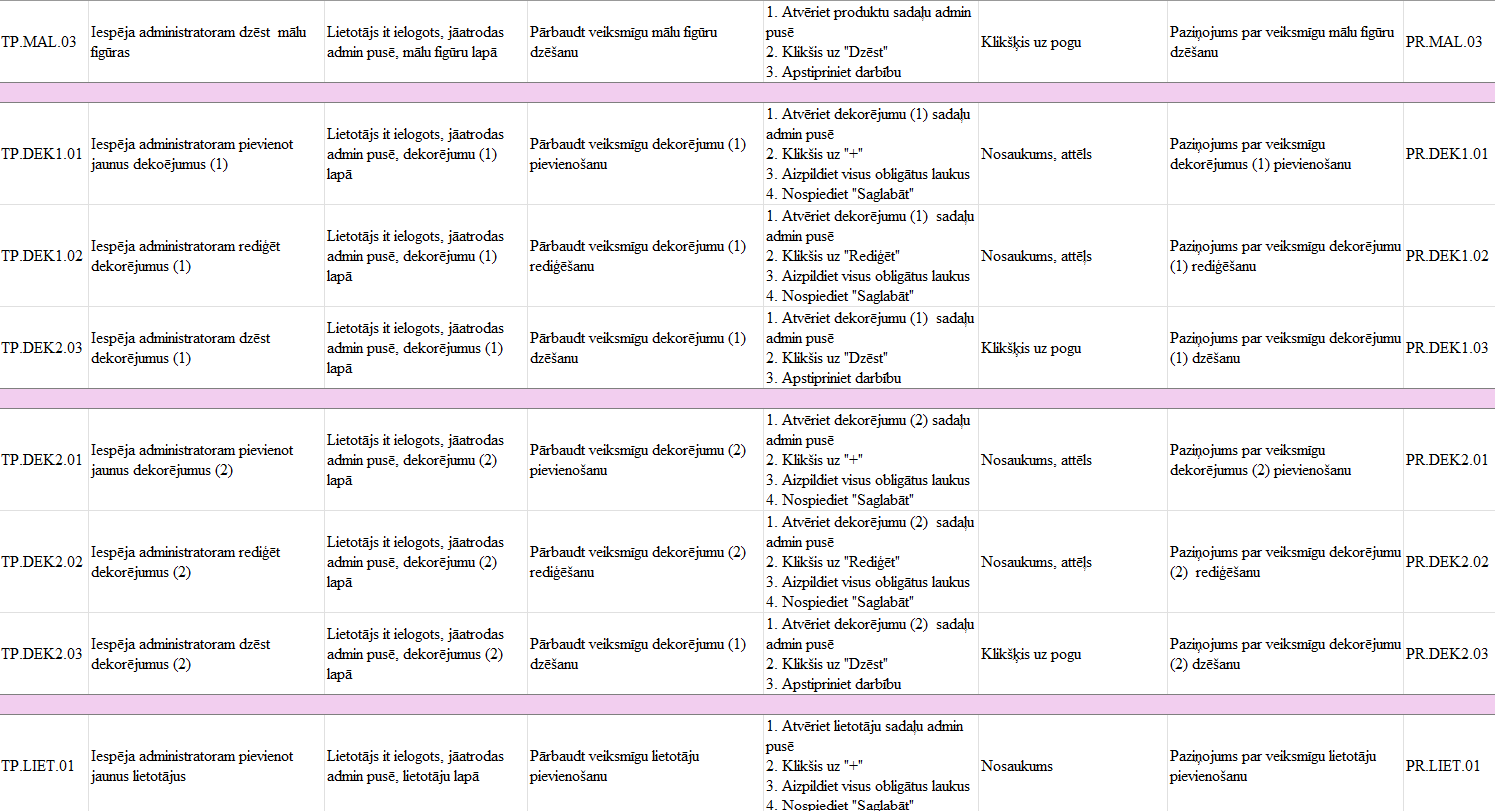 TP.MAL.03
Iespēja administratoram dzēst  mālu
figūras
Lietotājs it ielogots, jāatrodas
admin pusē, mālu figūru lapā
Pārbaudt veiksmīgu mālu figūru
dzēšanu
1. Atvēriet produktu sadaļu admin
pusē
2. Klikšis uz "Dzēst"
3. Apstipriniet darbību
Klikšķis uz pogu
Paziņojums par veiksmīgu mālu figūru
dzēšanu
PR.MAL.03
TP.DEK1.01
Iespēja administratoram pievienot
jaunus dekoējumus (1)
Lietotājs it ielogots, jāatrodas
admin pusē, dekorējumu (1)
lapā
Pārbaudt veiksmīgu dekorējumu (1)
pievienošanu
1. Atvēriet dekorējumu (1) sadaļu
admin pusē
2. Klikšis uz "+"
3. Aizpildiet visus obligātus laukus
4. Nospiediet "Saglabāt"
Nosaukums, attēls
Paziņojums par veiksmīgu
dekorējumus (1) pievienošanu
PR.DEK1.01
TP.DEK1.02
Iespēja administratoram rediģēt
dekorējumus (1)
Lietotājs it ielogots, jāatrodas
admin pusē, dekorējumu (1)
lapā
Pārbaudt veiksmīgu dekorējumu (1)
rediģēšanu
1. Atvēriet dekorējumu (1)  sadaļu
admin pusē
2. Klikšis uz "Rediģēt"
3. Aizpildiet visus obligātus laukus
4. Nospiediet "Saglabāt"
Nosaukums, attēļs
Paziņojums par veiksmīgu dekorējumu
(1) rediģēšanu
PR.DEK1.02
TP.DEK2.03
Iespēja administratoram dzēst
dekorējumus (1)
Lietotājs it ielogots, jāatrodas
admin pusē, dekorējumus (1)
lapā
Pārbaudt veiksmīgu dekorējumu (1)
dzēšanu
1. Atvēriet dekorējumu (1)  sadaļu
admin pusē
2. Klikšis uz "Dzēst"
3. Apstipriniet darbību
Klikšķis uz pogu
Paziņojums par veiksmīgu dekorējumu
(1) dzēšanu
PR.DEK1.03
TP.DEK2.01
Iespēja administratoram pievienot
jaunus dekorējumus (2)
Lietotājs it ielogots, jāatrodas
admin pusē, dekorējumu (2)
lapā
Pārbaudt veiksmīgu dekorējumu (2)
pievienošanu
1. Atvēriet dekorējumu (2) sadaļu
admin pusē
2. Klikšis uz "+"
3. Aizpildiet visus obligātus laukus
4. Nospiediet "Saglabāt"
Nosaukums, attēls
Paziņojums par veiksmīgu
dekorējumus (2) pievienošanu
PR.DEK2.01
TP.DEK2.02
Iespēja administratoram rediģēt
dekorējumus (2)
Lietotājs it ielogots, jāatrodas
admin pusē, dekorējumu (2)
lapā
Pārbaudt veiksmīgu dekorējumu (2)
rediģēšanu
1. Atvēriet dekorējumu (2)  sadaļu
admin pusē
2. Klikšis uz "Rediģēt"
3. Aizpildiet visus obligātus laukus
4. Nospiediet "Saglabāt"
Nosaukums, attēļs
Paziņojums par veiksmīgu dekorējumu
(2)  rediģēšanu
PR.DEK2.02
TP.DEK2.03
Iespēja administratoram dzēst
dekorējumus (2)
Lietotājs it ielogots, jāatrodas
admin pusē, dekorējumus (2)
lapā
Pārbaudt veiksmīgu dekorējumu (1)
dzēšanu
1. Atvēriet dekorējumu (2)  sadaļu
admin pusē
2. Klikšis uz "Dzēst"
3. Apstipriniet darbību
Klikšķis uz pogu
Paziņojums par veiksmīgu dekorējumu
(2) dzēšanu
PR.DEK2.03
TP.LIET.01
Iespēja administratoram pievienot
jaunus lietotājus
Lietotājs it ielogots, jāatrodas
admin pusē, lietotāju lapā
Pārbaudt veiksmīgu lietotāju
pievienošanu
1. Atvēriet lietotāju sadaļu admin
pusē
2. Klikšis uz "+"
3. Aizpildiet visus obligātus laukus
4. Nospiediet "Saglabāt"
Nosaukums
Paziņojums par veiksmīgu lietotāju
pievienošanu
PR.LIET.01